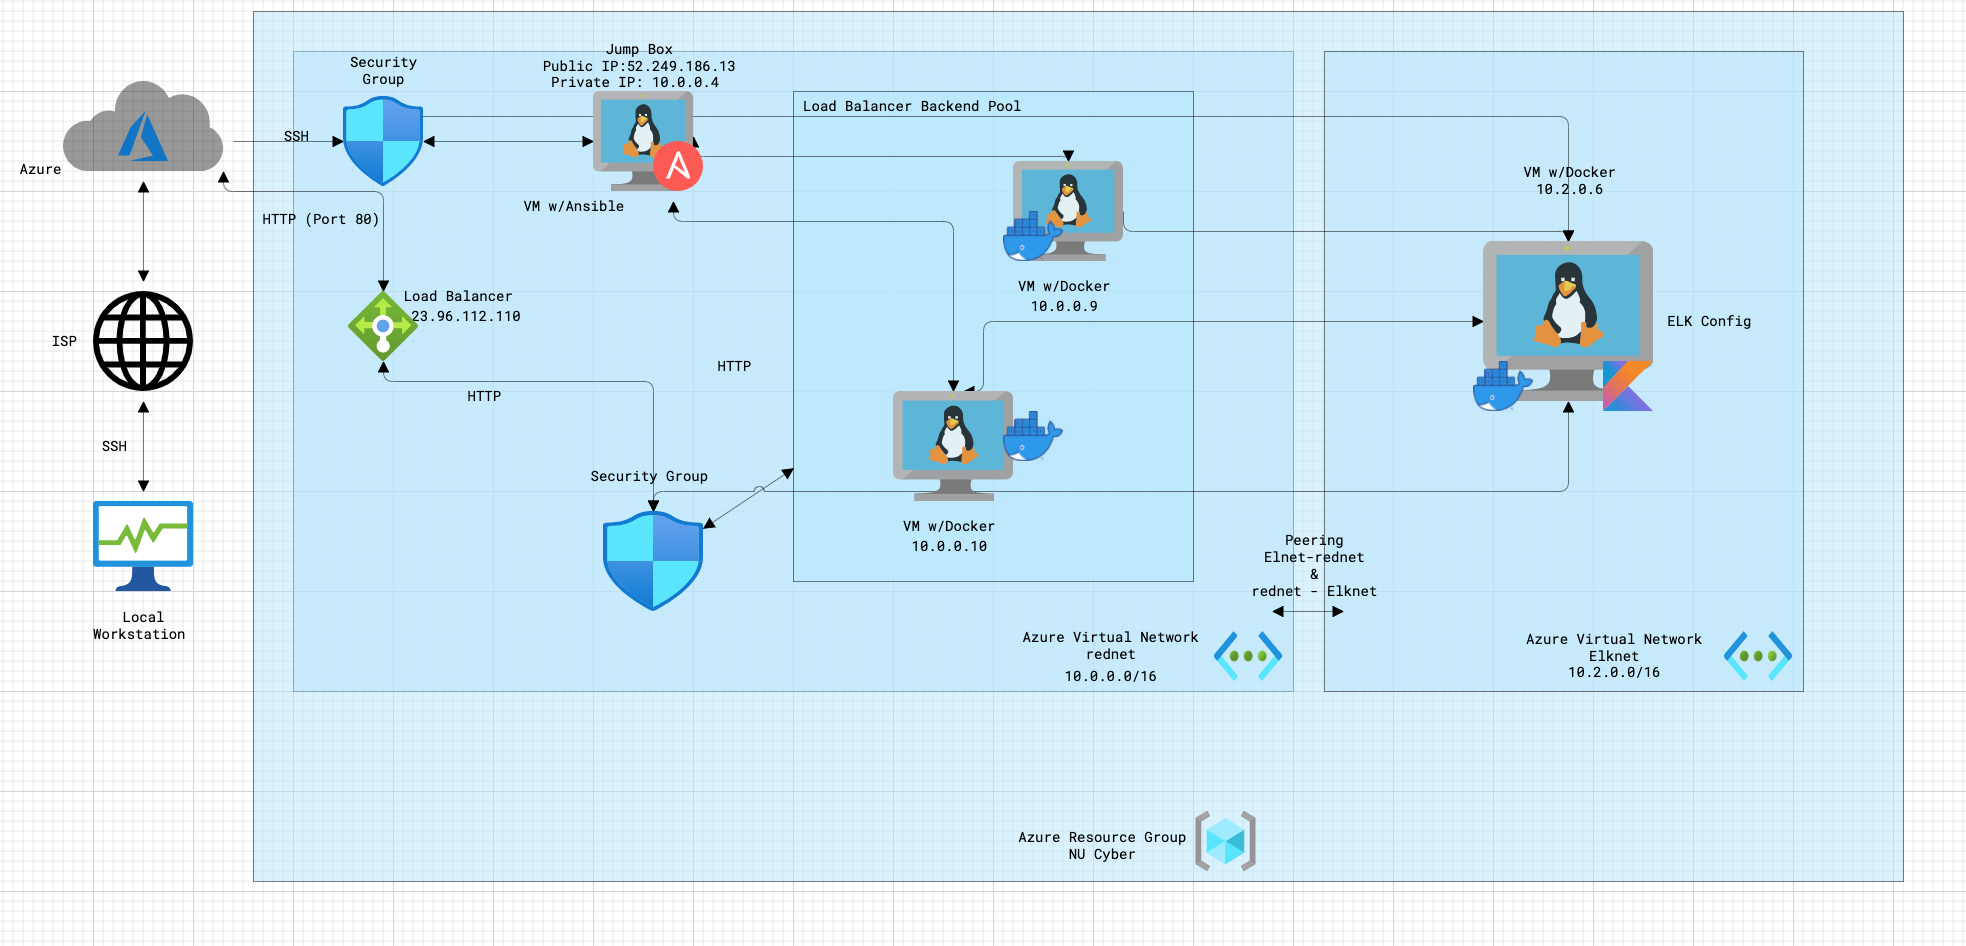 Jump Box
Public IP:52.249.186.13
Private IP: 10.0.0.4
Security
Group
Load Balancer Backend Pool
SSH
Azure
VM w/Docker
10.2.0.6
VM w/Ansible
HTTP (Port 80)
VM w/Docker
10.0.0.9
Load Balancer
23.96.112.110
ISP
ELK Config
HTTP
HTTP
SSH
Security Group
VM w/Docker
10.0.0.10
Peering
Elnet-rednet
&
rednet - Elknet
Local
Workstation
Azure Virtual Network
rednet
10.0.0.0/16
Azure Virtual Network
Elknet
10.2.0.0/16
Azure Resource Group
NU Cyber